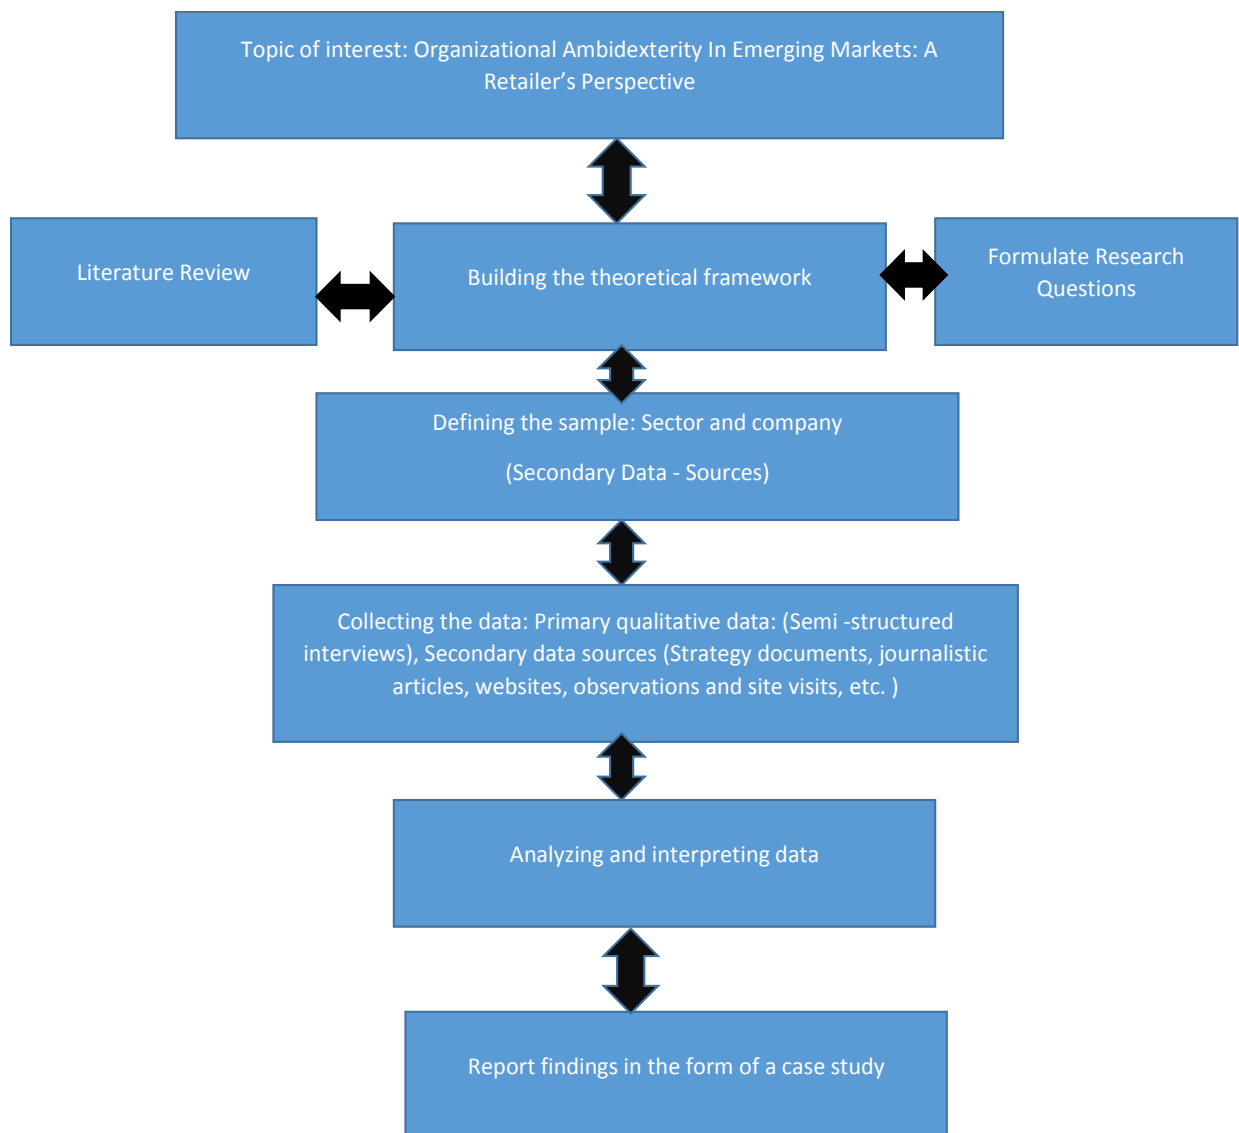 Topic of interest: Organizational Ambidexterity In Emerging Markets: A
Retailer’s Perspective
Literature Review
Building the theoretical framework
Formulate Research
Questions
Defining the sample: Sector and company
(Secondary Data - Sources)
Collecting the data: Primary qualitative data: (Semi -structured
interviews), Secondary data sources (Strategy documents, journalistic
articles, websites, observations and site visits, etc. )
Analyzing and interpreting data
Report findings in the form of a case study